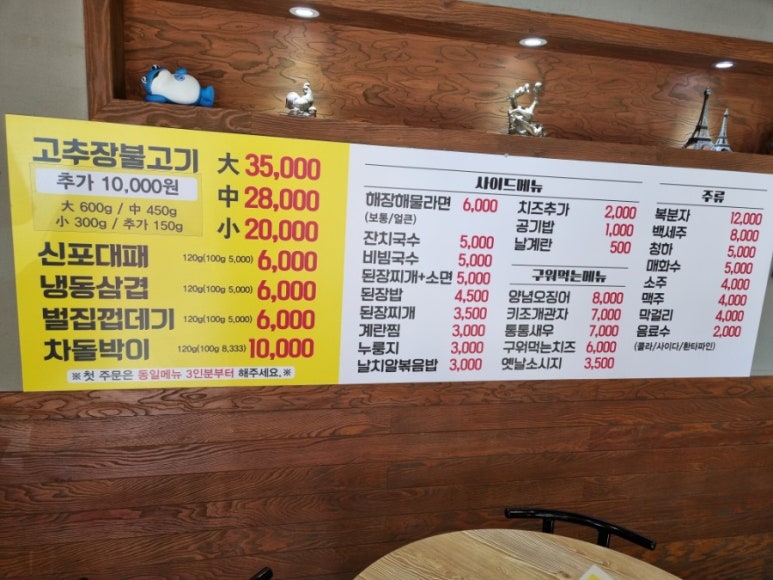 고추장불고기
추가 10,000원
大 600g / 中 450g
小 300g / 추가 150g
大 35,000
中 28,000
小 20,000
신포대패 120g(100g 5,000) 6,000
냉동삼겹 120g(100g 5,000) 6,000
벌집껍데기 120g(100g 5,000) 6,000
차돌박이 120g(100g 8,333) 10,000
※첫 주문은 동일메뉴 3인분부터 해주세요.※
사이드메뉴
해장해물라면 6,000
(보통/얼큰)
잔치국수 5,000
비빔국수 5,000
된장찌개+소면 5,000
된장밥 4,500
된장찌개 3,500
계란찜 3,000
누룽지 3,000
날치알볶음밥 3,000
치즈추가 2,000
공기밥 1,000
날계란 500
구워먹는메뉴
양념오징어 8,000
키조개관자 7,000
통통새우 7,000
구워먹는치즈 6,000
옛날소시지 3,500
주류
복분자 12,000
백세주 8,000
청하 5,000
매화수 5,000
소주 4,000
맥주 4,000
막걸리 4,000
음료수 2,000
(콜라/사이다/환타파인)